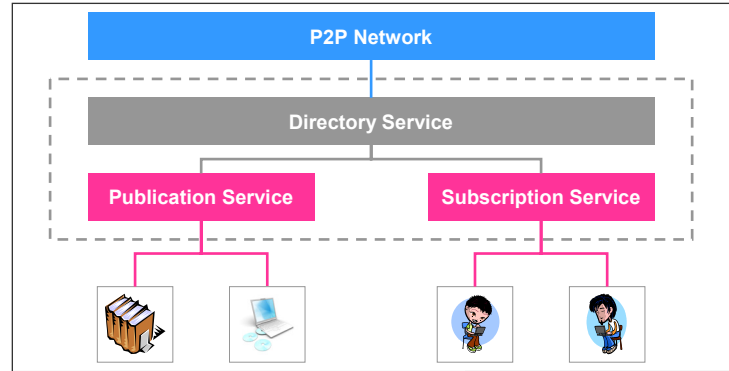 P2P Network
Directory Service
Publication Service
Subscription Service